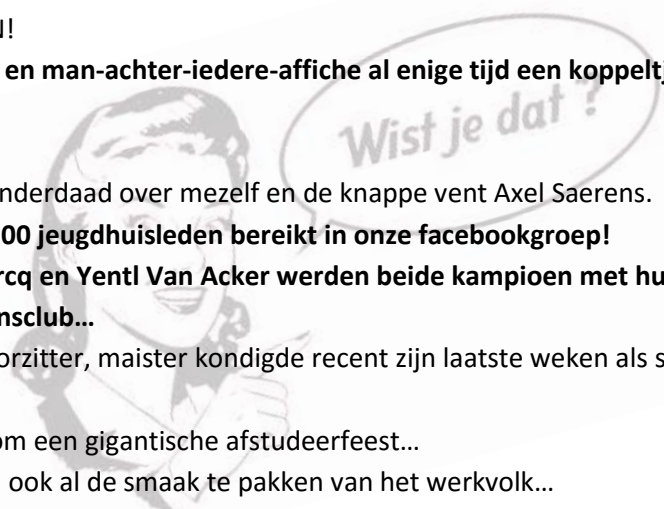 N!
en man-achter-iedere-affiche al enige tijd een koppeltj
Wist je dat ?
nderdaad over mezelf en de knappe vent Axel Saerens.
00 jeugdhuisleden bereikt in onze facebookgroep!
rcq en Yentl Van Acker werden beide kampioen met hu
nsclub…
orzitter, maister kondigde recent zijn laatste weken als s
om een gigantische afstudeerfeest…
ook al de smaak te pakken van het werkvolk…